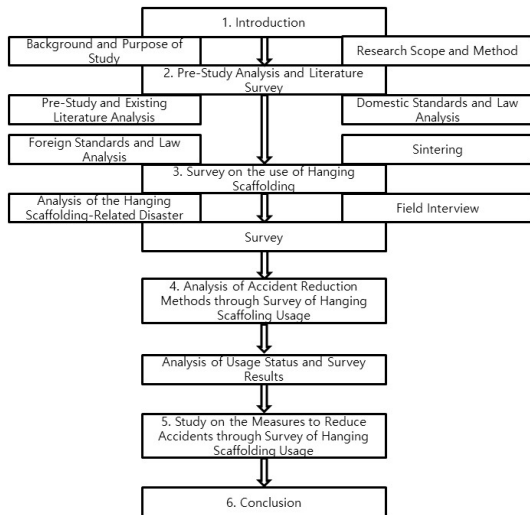 1. Introduction
Background and Purpose of
Study
Research Scope and Method
2. Pre-Study Analysis and Literature
Survey
Pre-Study and Existing
Literature Analysis
Domestic Standards and Law
Analysis
Foreign Standards and Law
Analysis
Sintering
3. Survey on the use of Hanging
Scaffolding
Analysis of the Hanging
Scaffolding-Related Disaster
Field Interview
Survey
4. Analysis of Accident Reduction
Methods through Survey of Hanging
Scaffoling Usage
Analysis of Usage Status and Survey
Results
5. Study on the Measures to Reduce
Accidents through Survey of Hanging
Scaffolding Usage
6. Conclusion